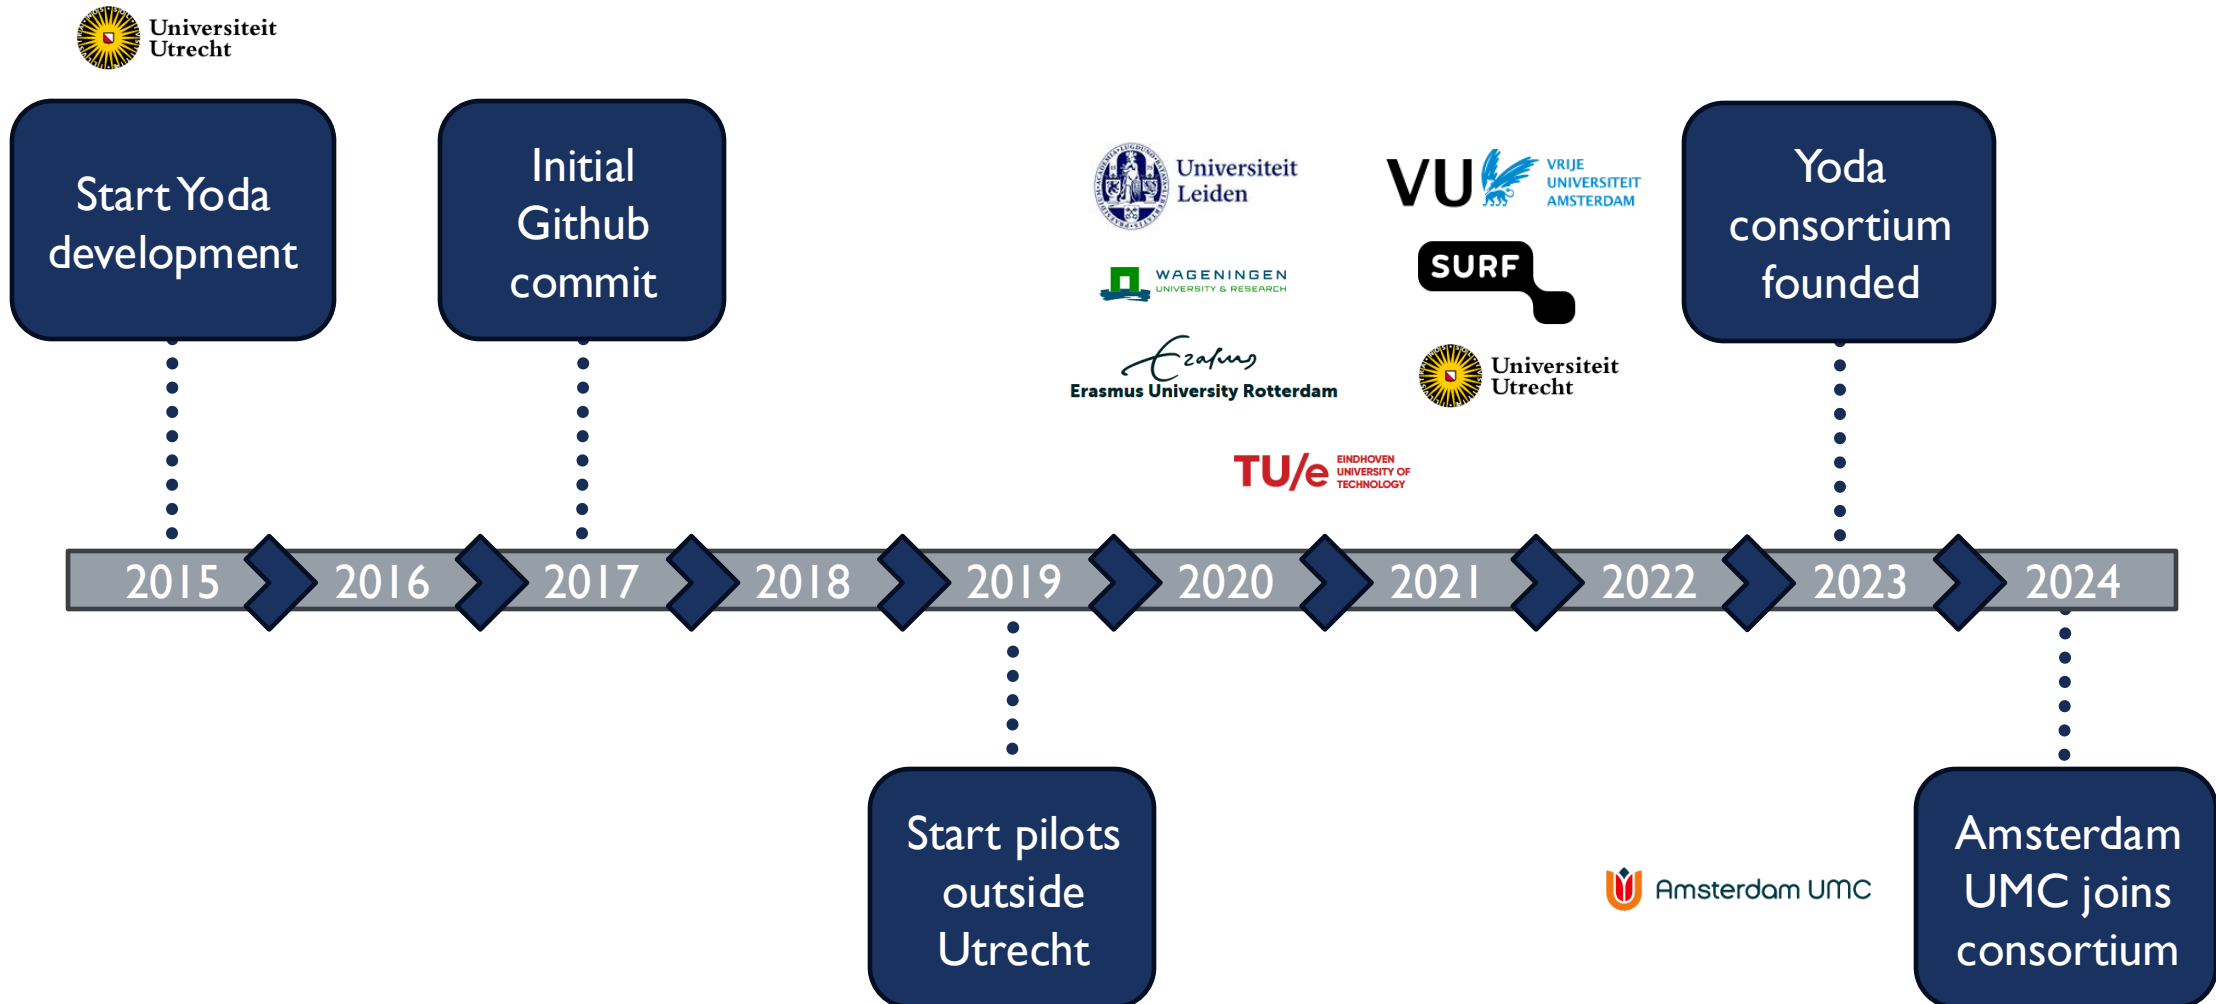 Universiteit
Utrecht
Start Yoda
development
Initial
Github
commit
Universiteit
Leiden
VU
VRIJE
UNIVERSITEIT
AMSTERDAM
WAGENINGEN
UNIVERSITY & RESEARCH
SURF
Erasmus
Erasmus University Rotterdam
Universiteit
Utrecht
TU/e
EINDHOVEN
UNIVERSITY OF
TECHNOLOGY
Yoda
consortium
founded
2015
2016
2017
2018
2019
2020
2021
2022
2023
2024
Start pilots
outside
Utrecht
Amsterdam UMC
Amsterdam
UMC joins
consortium